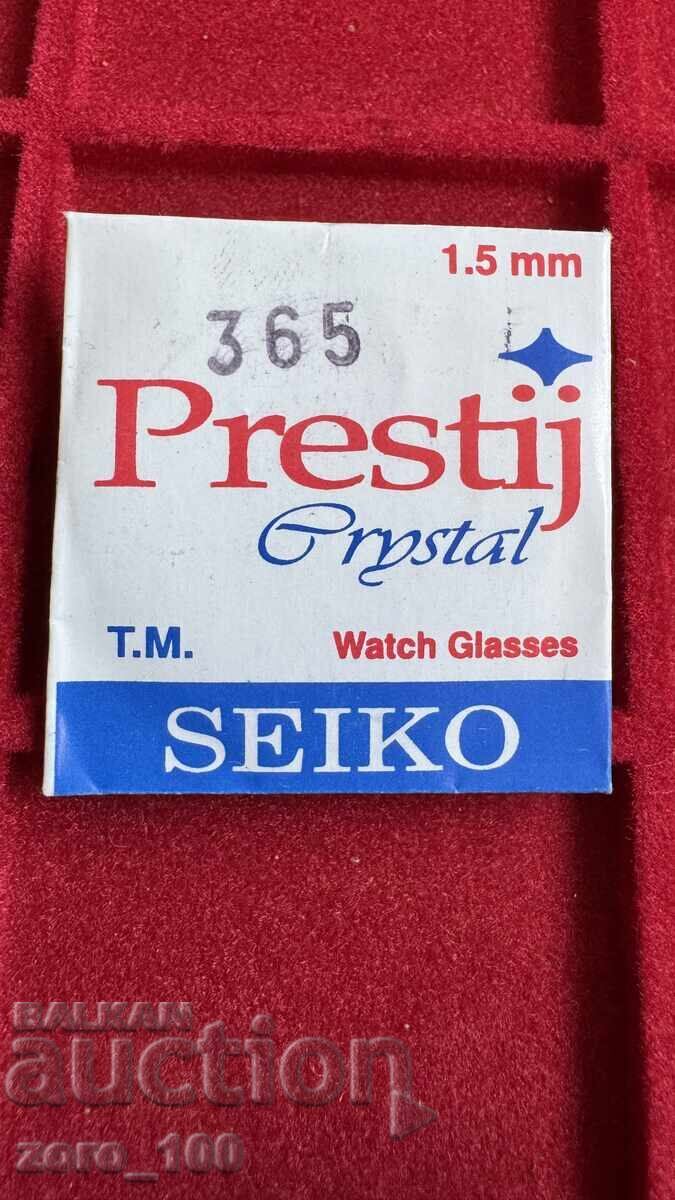 1.5 mm
365
Prestij
Crystal
T.M. Watch Glasses
SEIKO
BALKAN
auction
zoro_100